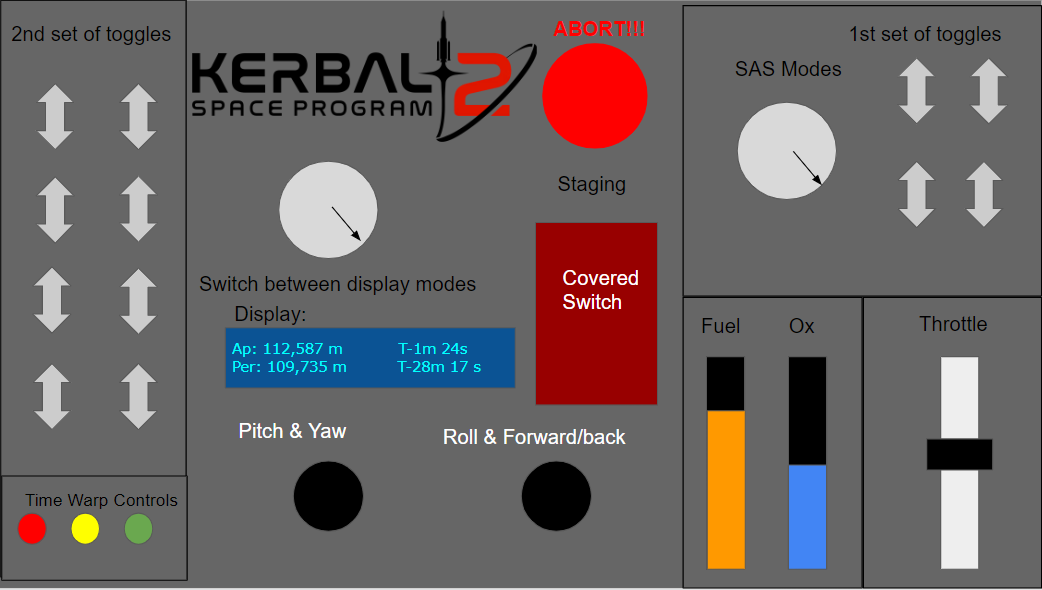 2nd set of toggles
KERBAL 2
SPACE PROGRAM
ABORT!!!
1st set of toggles
SAS Modes
Staging
Covered
Switch
Switch between display modes
Display:
Ap: 112,587 m T-1m 24s
Per: 109,735 m T-28m 17 s
Fuel
Ox
Throttle
Pitch & Yaw
Roll & Forward/back
Time Warp Controls